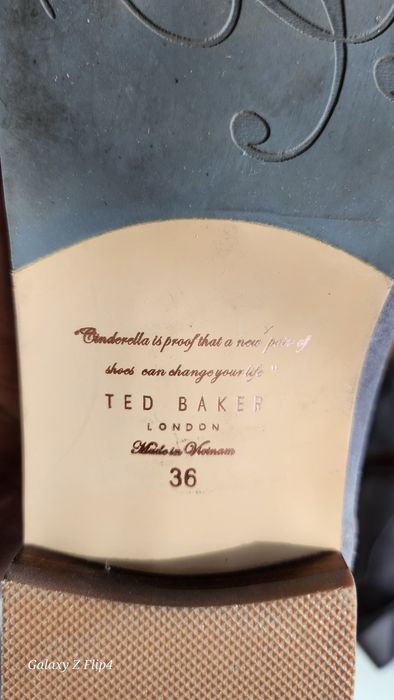 "Cinderella is proof that a new pair of
shoes can change your life"
TED BAKER
LONDON
Made in Vietnam
36
Galaxy Z Flip4